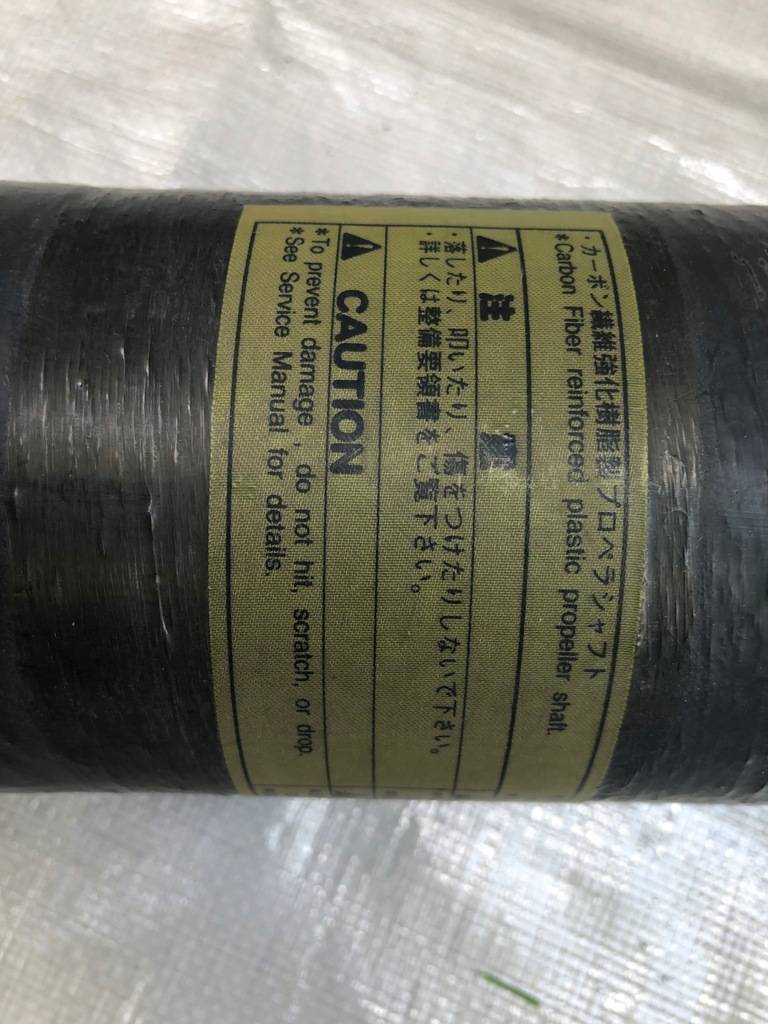 ・カーボン繊維強化樹脂製プロペラシャフト
*Carbon Fiber reinforced plastic propeller shaft.
注
・落したり、叩いたり、傷をつけたりしないで下さい。
・詳しくは整備要領書をご覧下さい。
CAUTION
*To prevent damage , do not hit, scratch, or drop.
*See Service Manual for details.